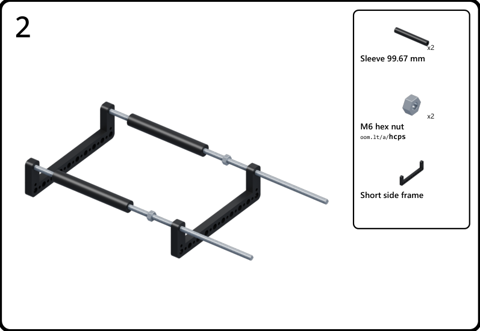 2
x2
Sleeve 99.67 mm
x2
M6 hex nut
oom.lt/a/hcps
Short side frame